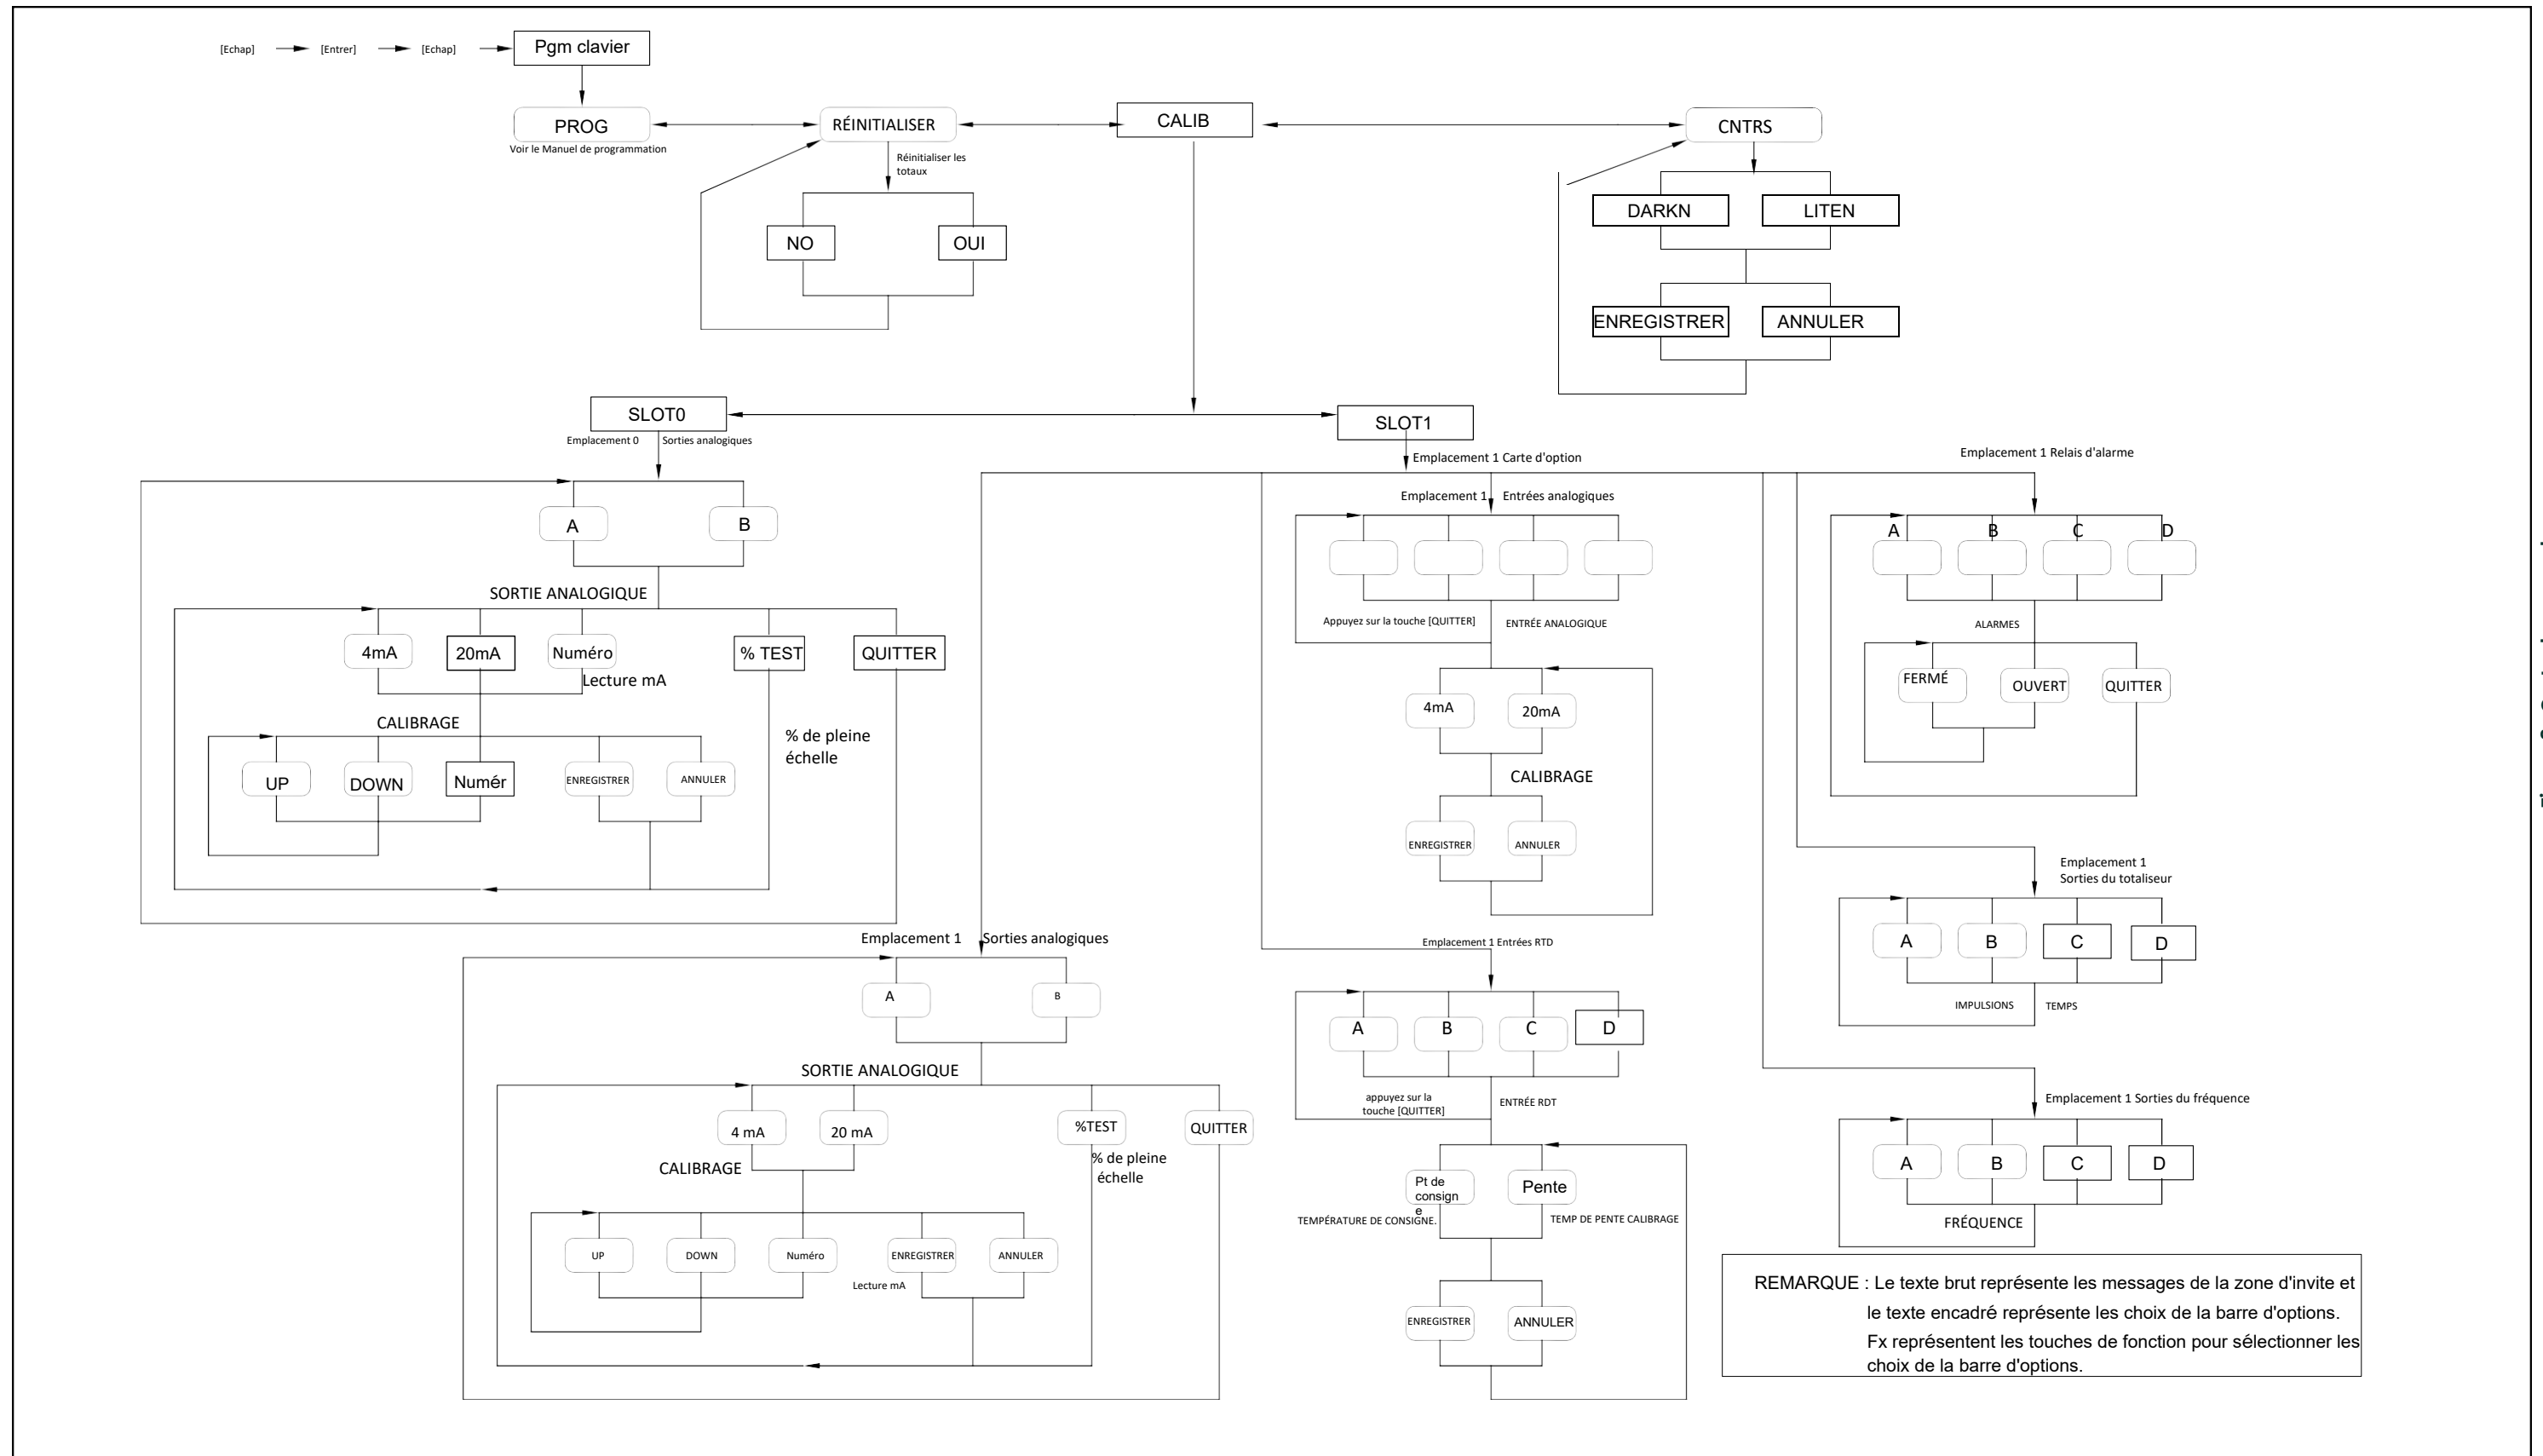 [Echap]
[Entrer]
[Echap]
Pgm clavier
PROG
Voir le Manuel de programmation
RÉINITIALISER
CALIB
CNTRS
Réinitialiser les
totaux
NO
OUI
DARKN
LITEN
ENREGISTRER
ANNULER
SLOT0
Emplacement 0
Sorties analogiques
SLOT1
Emplacement 1 Carte d'option
Emplacement 1 Relais d'alarme
A
B
SORTIE ANALOGIQUE
4mA
20mA
Numéro
Lecture mA
% TEST
QUITTER
CALIBRAGE
% de pleine
échelle
UP
DOWN
Numér
ENREGISTRER
ANNULER
Emplacement 1
Entrées analogiques
Appuyez sur la touche [QUITTER]
ENTRÉE ANALOGIQUE
4mA
20mA
CALIBRAGE
ENREGISTRER
ANNULER
A
B
C
D
ALARMES
FERMÉ
OUVERT
QUITTER
Emplacement 1
Sorties du totaliseur
A
B
C
D
IMPULSIONS
TEMPS
Emplacement 1
Sorties analogiques
A
B
SORTIE ANALOGIQUE
4 mA
20 mA
%TEST
QUITTER
CALIBRAGE
% de pleine
échelle
UP
DOWN
Numéro
ENREGISTRER
ANNULER
Lecture mA
Emplacement 1 Entrées RTD
A
B
C
D
appuyez sur la
touche [QUITTER]
ENTRÉE RDT
Pt de
consign
e
Pente
TEMPÉRATURE DE CONSIGNE.
TEMP DE PENTE CALIBRAGE
ENREGISTRER
ANNULER
Emplacement 1 Sorties du fréquence
A
B
C
D
FRÉQUENCE
REMARQUE : Le texte brut représente les messages de la zone d'invite et
le texte encadré représente les choix de la barre d'options.
Fx représentent les touches de fonction pour sélectionner les
choix de la barre d'options.